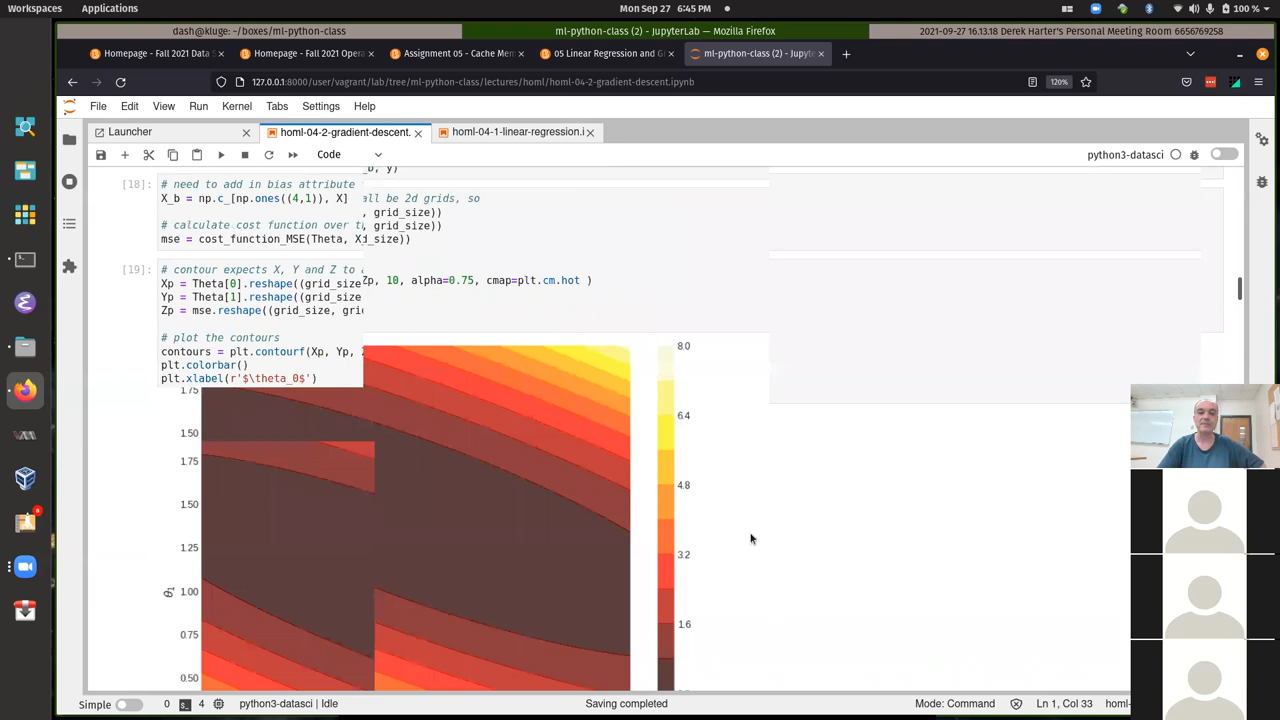 Workspaces Applications Mon Sep 27 6:45 PM 100 %
dash@kluge: ~/boxes/ml-python-class ml-python-class (2) - JupyterLab — Mozilla Firefox 2021-09-27 16.13.18 Derek Harter's Personal Meeting Room 6656769258
Homepage - Fall 2021 Data S Homepage - Fall 2021 Opera Assignment 05 - Cache Mem 05 Linear Regression and G ml-python-class (2) - Jupyte
127.0.0.1:8000/user/vagrant/lab/tree/ml-python-class/lectures/homl/homl-04-2-gradient-descent.ipynb 120%
File Edit View Run Kernel Tabs Settings Help
Launcher homl-04-2-gradient-descent. homl-04-1-linear-regression.i
Code python3-datasci
_b, y)
[18]: # need to add in bias attribute
X_b = np.c_[np.ones((4,1)), X] all be 2d grids, so
, grid_size))
# calculate cost function over t , grid_size))
mse = cost_function_MSE(Theta, X _size))
[19]: # contour expects X, Y and Z to
Xp = Theta[0].reshape((grid_size Zp, 10, alpha=0.75, cmap=plt.cm.hot )
Yp = Theta[1].reshape((grid_size
Zp = mse.reshape((grid_size, gri
# plot the contours
contours = plt.contourf(Xp, Yp,
plt.colorbar()
plt.xlabel(r'$\theta_0$')
8.0
1.75
6.4
1.50
1.75
4.8
1.50
1.25
3.2
θ1 1.00
1.6
0.75
0.50
Simple 0 4 python3-datasci | Idle Saving completed Mode: Command Ln 1, Col 33 homl-